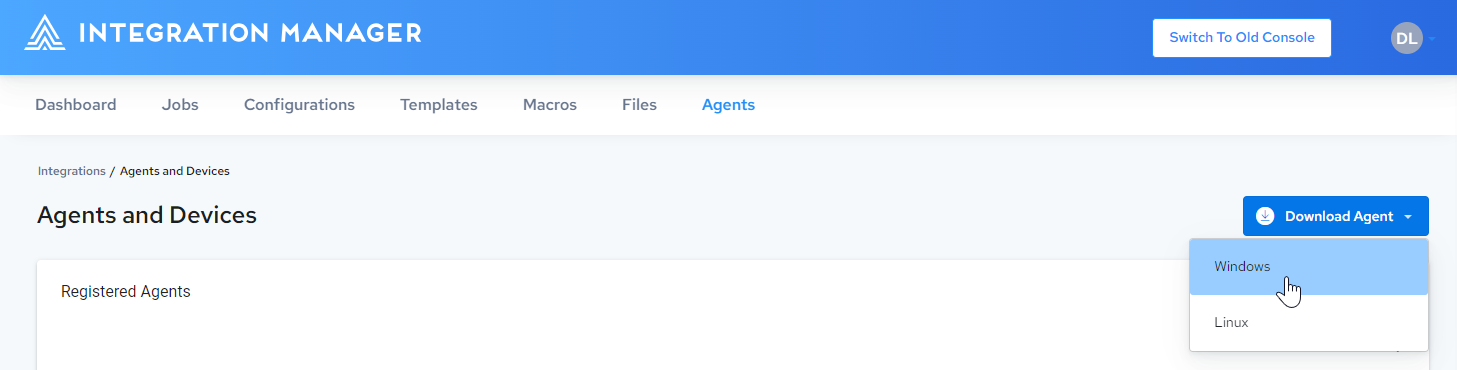 INTEGRATION MANAGER
Switch To Old Console
DL
Dashboard Jobs Configurations Templates Macros Files Agents
Integrations / Agents and Devices
Agents and Devices
Download Agent
Windows
Registered Agents
Linux